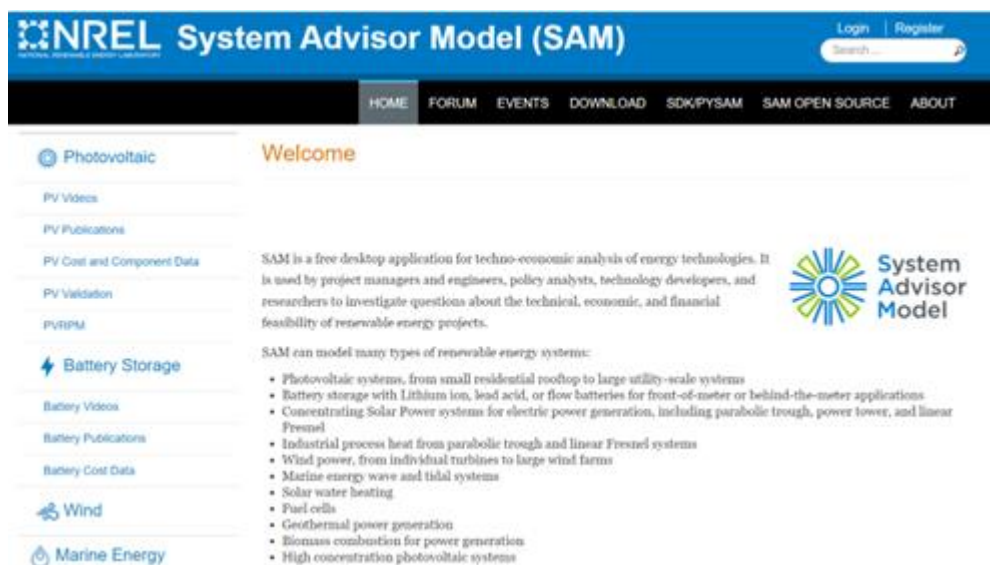 NREL System Advisor Model (SAM)
NATIONAL RENEWABLE ENERGY LABORATORY
Login | Register
Search ...
HOME FORUM EVENTS DOWNLOAD SDK/PYSAM SAM OPEN SOURCE ABOUT
Photovoltaic
PV Videos
PV Publications
PV Cost and Component Data
PV Validation
PVRPM
Battery Storage
Battery Videos
Battery Publications
Battery Cost Data
Wind
Marine Energy
Welcome
SAM is a free desktop application for techno-economic analysis of energy technologies. It
is used by project managers and engineers, policy analysts, technology developers, and
researchers to investigate questions about the technical, economic, and financial
feasibility of renewable energy projects.
System
Advisor
Model
SAM can model many types of renewable energy systems:
• Photovoltaic systems, from small residential rooftop to large utility-scale systems
• Battery storage with Lithium ion, lead acid, or flow batteries for front-of-meter or behind-the-meter applications
• Concentrating Solar Power systems for electric power generation, including parabolic trough, power tower, and linear
Fresnel
• Industrial process heat from parabolic trough and linear Fresnel systems
• Wind power, from individual turbines to large wind farms
• Marine energy wave and tidal systems
• Solar water heating
• Fuel cells
• Geothermal power generation
• Biomass combustion for power generation
• High concentration photovoltaic systems